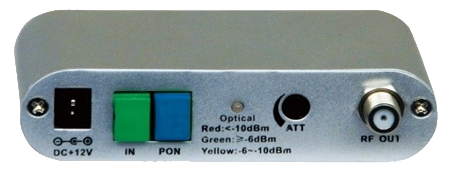 DC+12V
IN
PON
Optical
Red:<-10dBm
Green:≥-6dBm
Yellow:-6~-10dBm
ATT
RF OUT